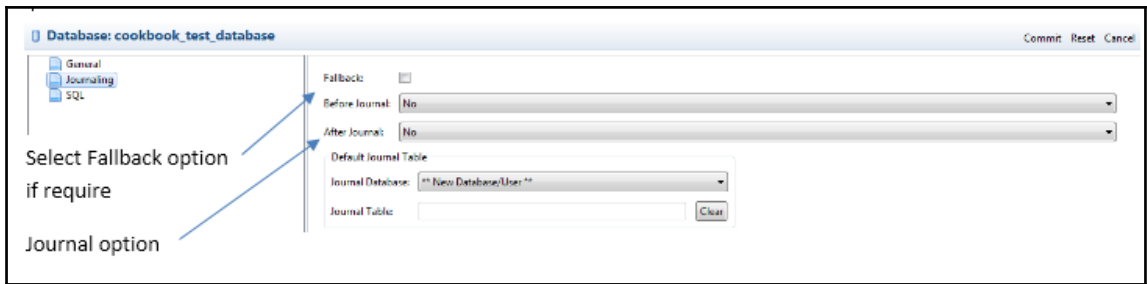 Database: cookbook_test_database
Commit Reset Cancel
General
Journaling
SQL
Fallback:
Before Journal: No
After Journal: No
Select Fallback option
if require
Default Journal Table
Journal Database: ** New Database/User **
Journal Table: Clear
Journal option